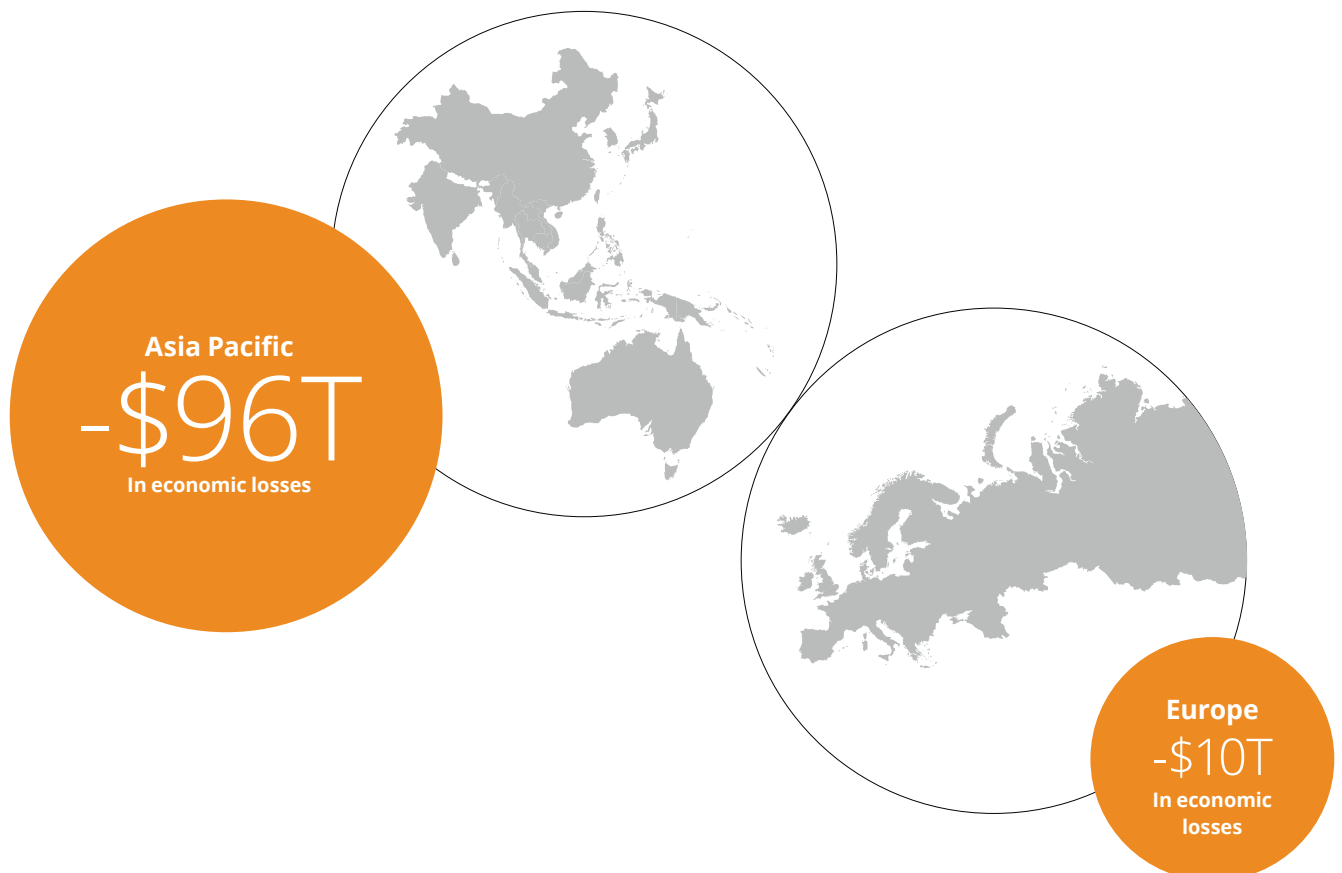 Asia Pacific
-$96T
In economic losses
Europe
-$10T
In economic
losses